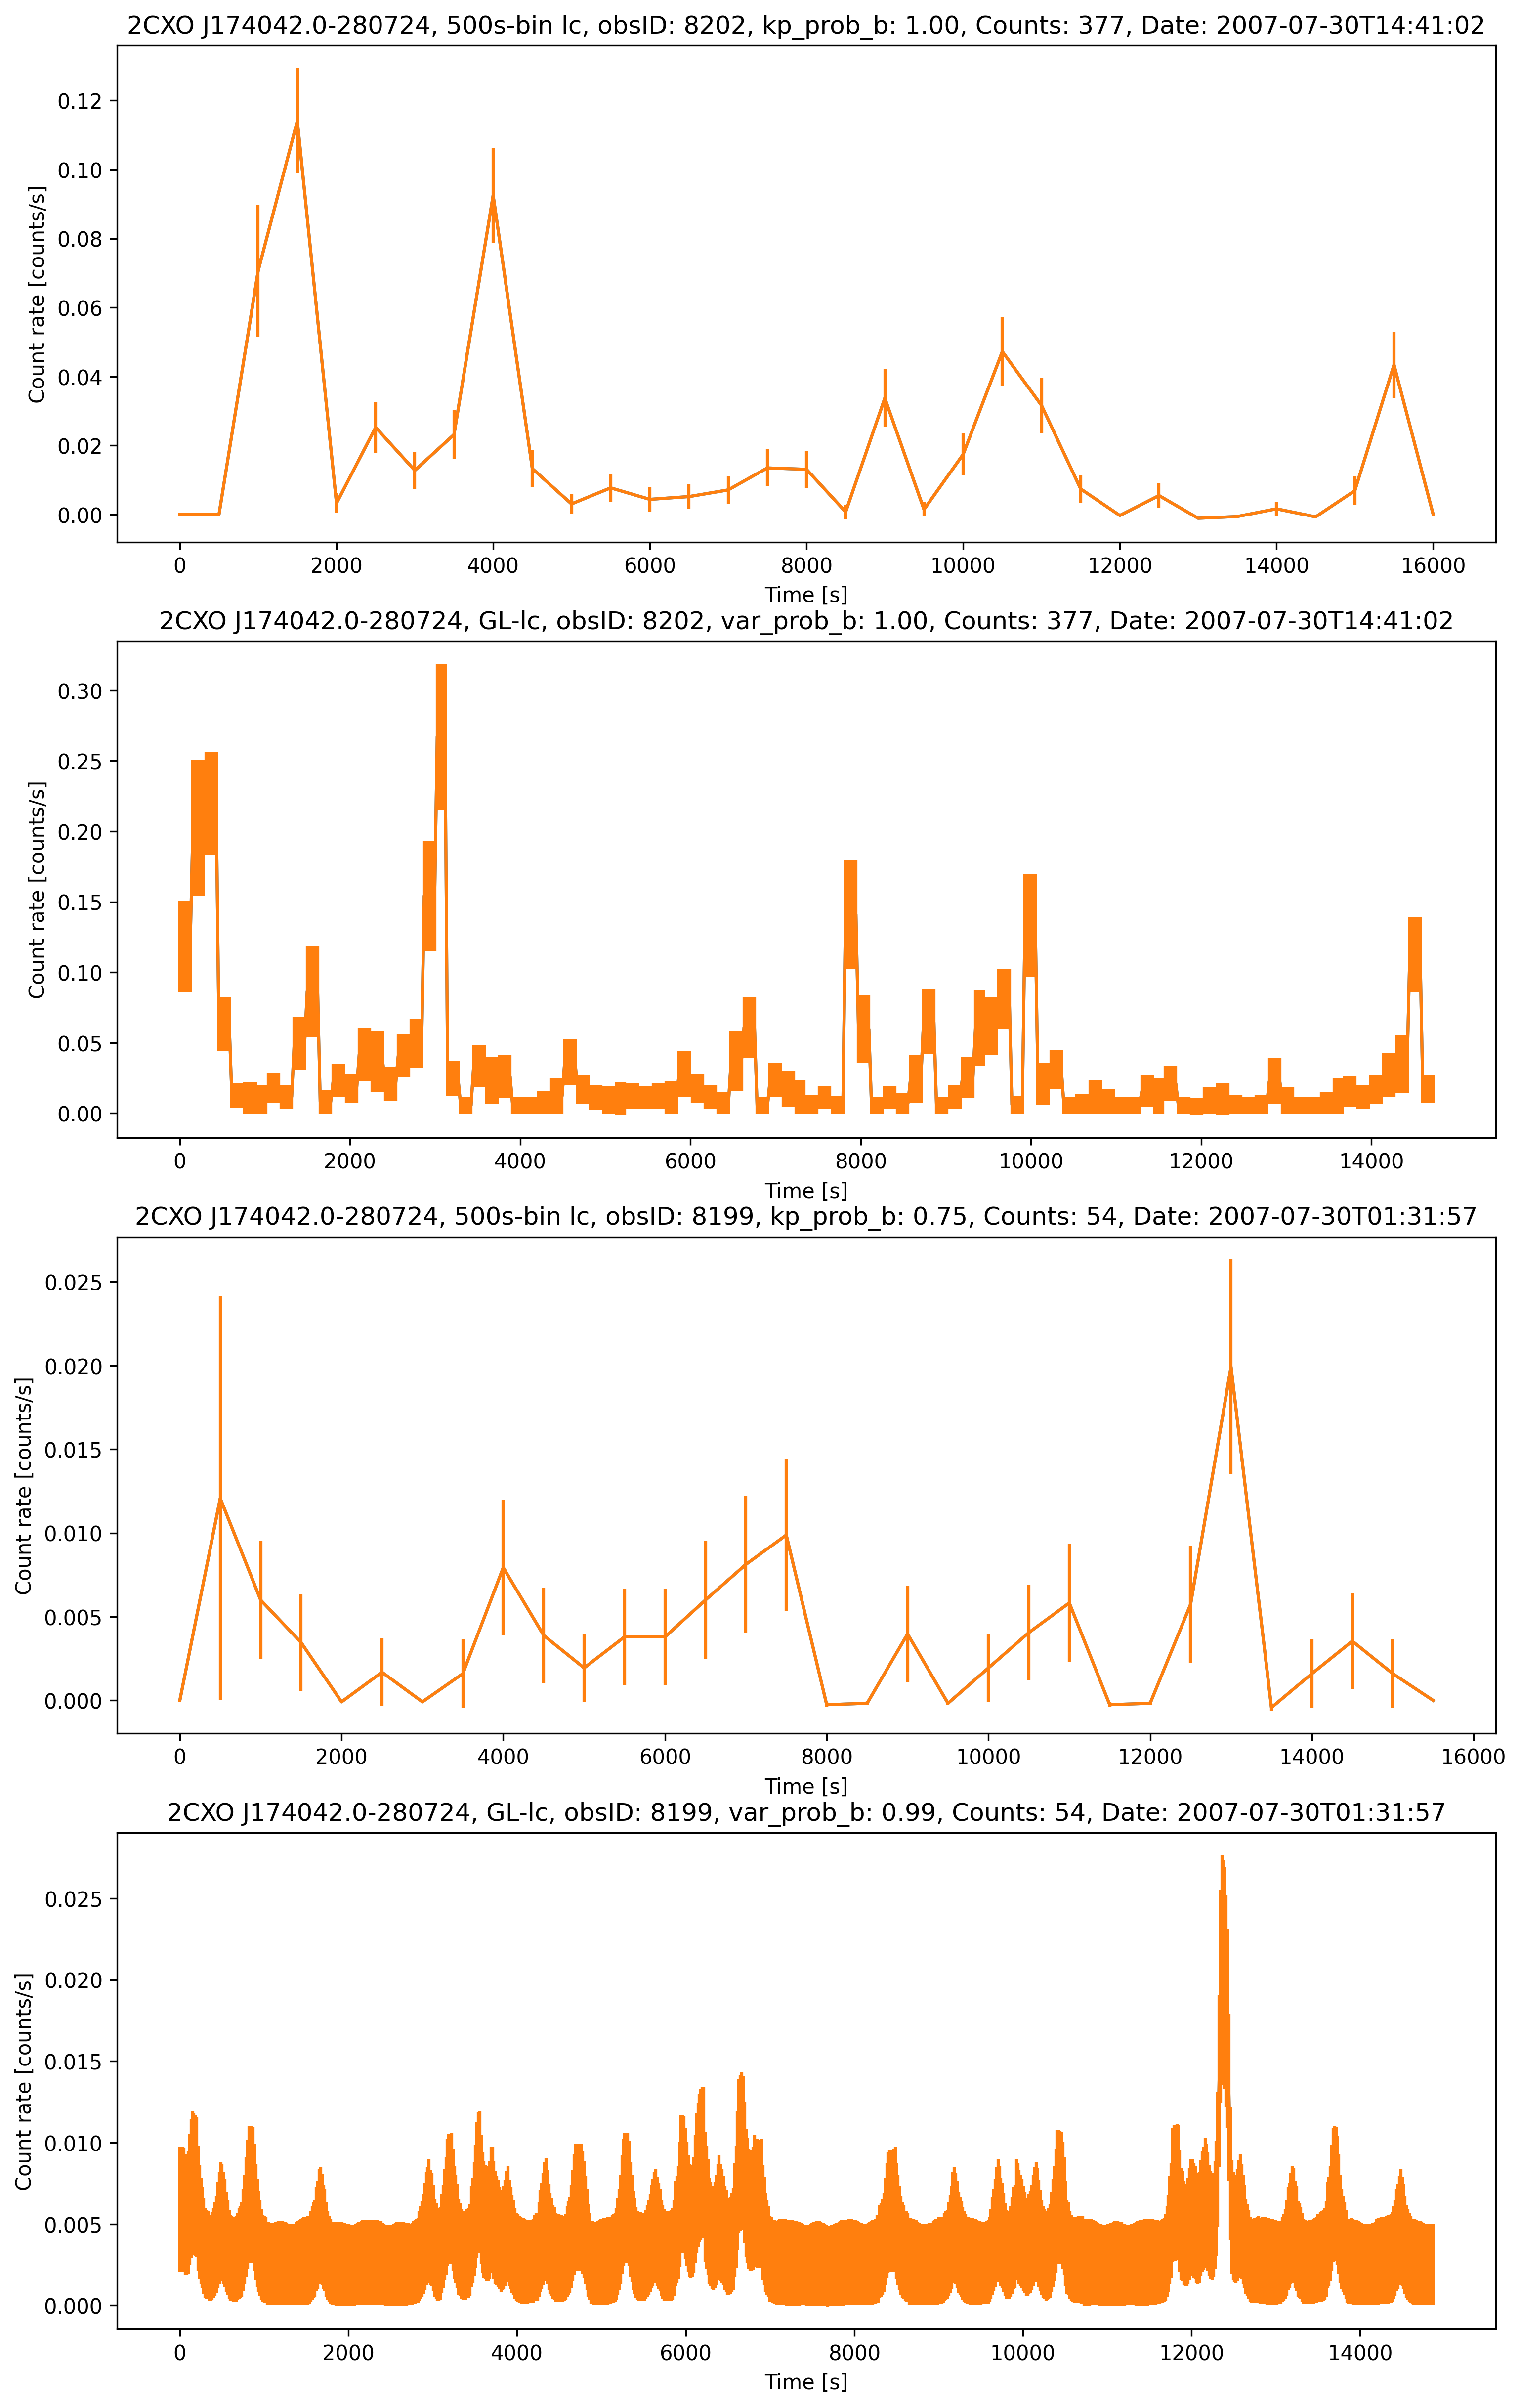 2CXO J174042.0-280724, 500s-bin lc, obsID: 8202, kp_prob_b: 1.00, Counts: 377, Date: 2007-07-30T14:41:02
Count rate [counts/s]
0.12
0.10
0.08
0.06
0.04
0.02
0.00
0 2000 4000 6000 8000 10000 12000 14000 16000
Time [s]
2CXO J174042.0-280724, GL-lc, obsID: 8202, var_prob_b: 1.00, Counts: 377, Date: 2007-07-30T14:41:02
Count rate [counts/s]
0.30
0.25
0.20
0.15
0.10
0.05
0.00
0 2000 4000 6000 8000 10000 12000 14000
Time [s]
2CXO J174042.0-280724, 500s-bin lc, obsID: 8199, kp_prob_b: 0.75, Counts: 54, Date: 2007-07-30T01:31:57
Count rate [counts/s]
0.025
0.020
0.015
0.010
0.005
0.000
0 2000 4000 6000 8000 10000 12000 14000 16000
Time [s]
2CXO J174042.0-280724, GL-lc, obsID: 8199, var_prob_b: 0.99, Counts: 54, Date: 2007-07-30T01:31:57
Count rate [counts/s]
0.025
0.020
0.015
0.010
0.005
0.000
0 2000 4000 6000 8000 10000 12000 14000
Time [s]